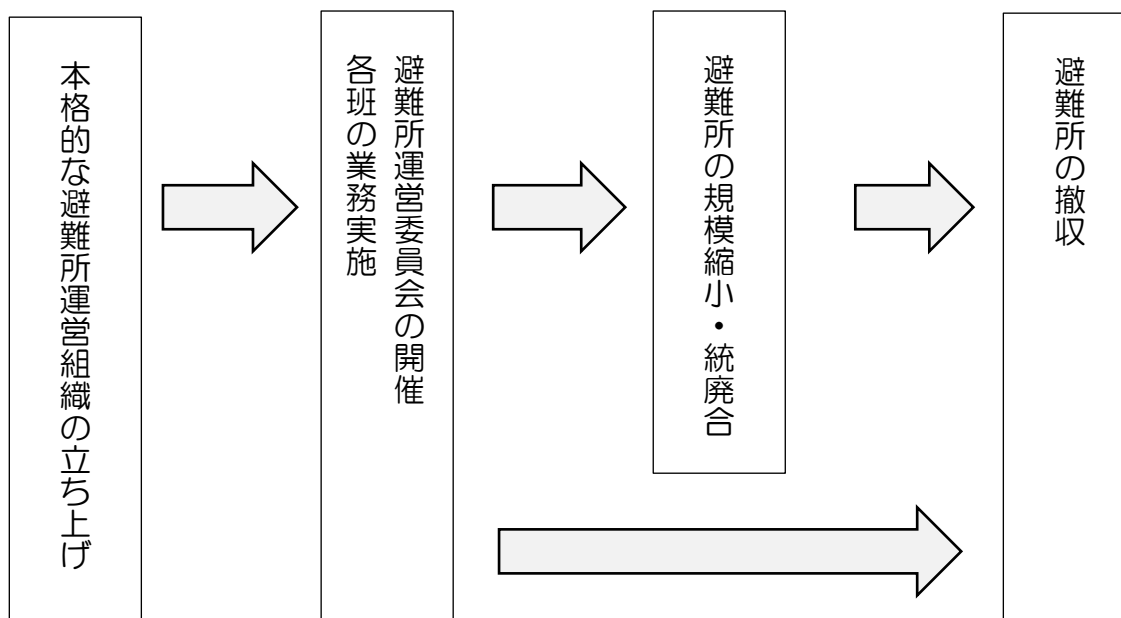 本格的な避難所運営組織の立ち上げ
避難所運営委員会の開催
各班の業務実施
避難所の規模縮小・統廃合
避難所の撤収